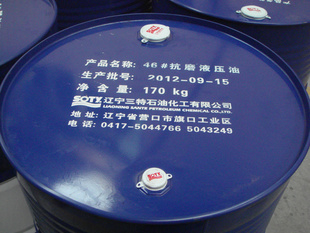 产品名称: 46#抗磨液压油
生产批号: 2012-09-15
净含量: 170 kg
SOTY 辽宁三特石油化工有限公司
LIAONING SANTE PETROLEUM CHEMICAL CO.,LTD.
地址: 辽宁省营口市旗口工业区
电话: 0417-5044766 5043249